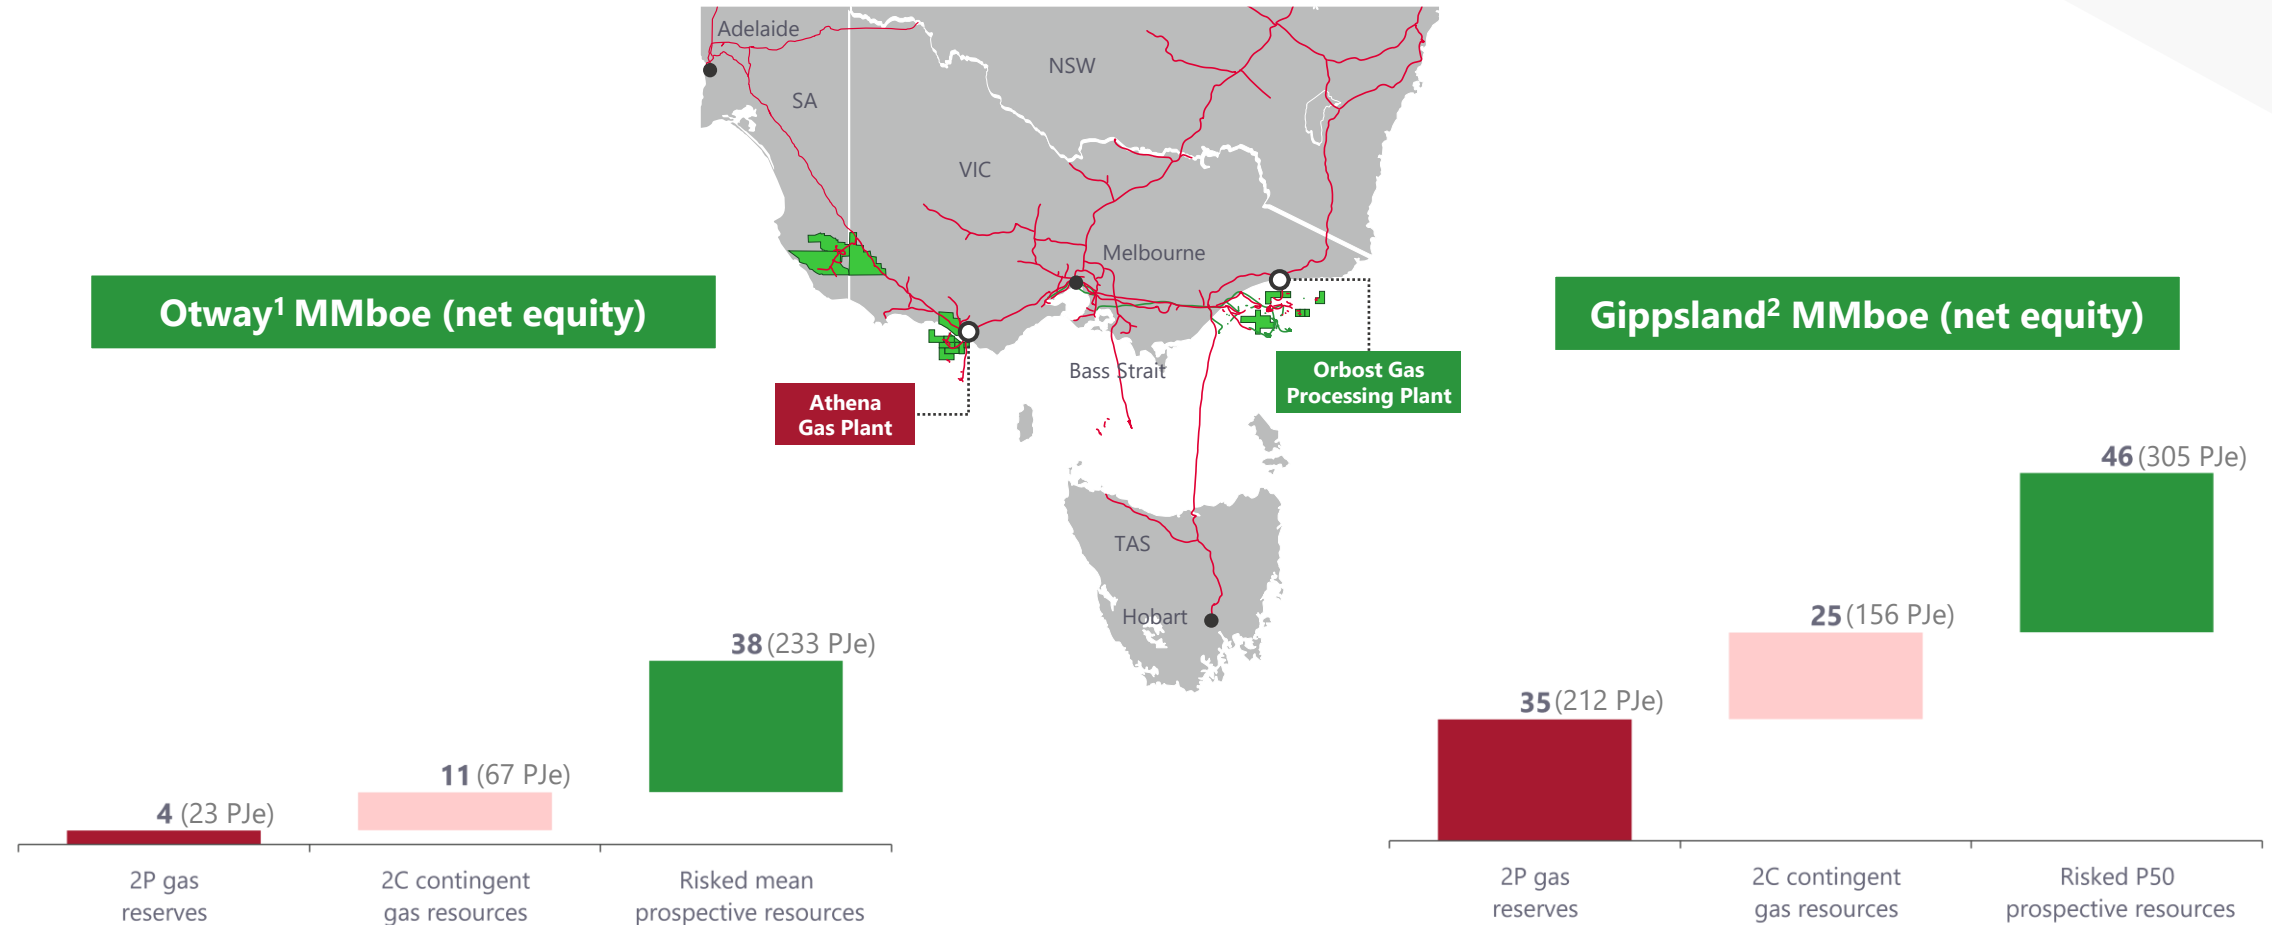 Adelaide
NSW
SA
VIC
Melbourne
Otway¹ MMboe (net equity)
Gippsland² MMboe (net equity)
Bass Strait
Orbost Gas
Processing Plant
Athena
Gas Plant
TAS
Hobart
4 (23 PJe)
11 (67 PJe)
38 (233 PJe)
2P gas
reserves
2C contingent
gas resources
Risked mean
prospective resources
35 (212 PJe)
25 (156 PJe)
46 (305 PJe)
2P gas
reserves
2C contingent
gas resources
Risked P50
prospective resources